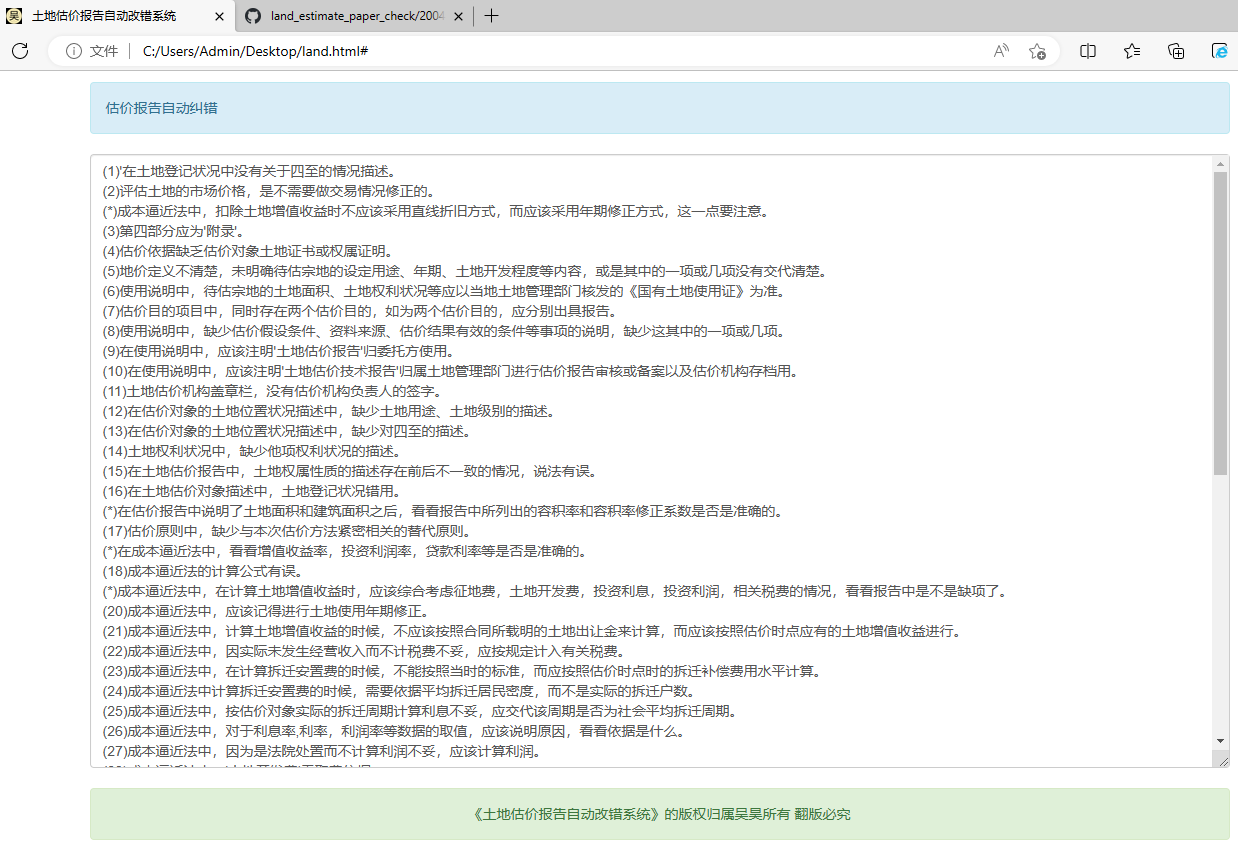 土地估价报告自动改错系统
land_estimate_paper_check/2004
文件
C:/Users/Admin/Desktop/land.html#
估价报告自动纠错
(1)'在土地登记状况中没有关于四至的情况描述。
(2)评估土地的市场价格，是不需要做交易情况修正的。
(*)成本逼近法中，扣除土地增值收益时不应该采用直线折旧方式，而应该采用年期修正方式，这一点要注意。
(3)第四部分应为'附录'。
(4)估价依据缺乏估价对象土地证书或权属证明。
(5)地价定义不清楚，未明确待估宗地的设定用途、年期、土地开发程度等内容，或是其中的一项或几项没有交代清楚。
(6)使用说明中，待估宗地的土地面积、土地权利状况等应以当地土地管理部门核发的《国有土地使用证》为准。
(7)估价目的项目中，同时存在两个估价目的，如为两个估价目的，应分别出具报告。
(8)使用说明中，缺少估价假设条件、资料来源、估价结果有效的条件等事项的说明，缺少这其中的一项或几项。
(9)在使用说明中，应该注明'土地估价报告'归委托方使用。
(10)在使用说明中，应该注明'土地估价技术报告'归属土地管理部门进行估价报告审核或备案以及估价机构存档用。
(11)土地估价机构盖章栏，没有估价机构负责人的签字。
(12)在估价对象的土地位置状况描述中，缺少土地用途、土地级别的描述。
(13)在估价对象的土地位置状况描述中，缺少对四至的描述。
(14)土地权利状况中，缺少他项权利状况的描述。
(15)在土地估价报告中，土地权属性质的描述存在前后不一致的情况，说法有误。
(16)在土地估价对象描述中，土地登记状况错用。
(*)在估价报告中说明了土地面积和建筑面积之后，看看报告中所列出的容积率和容积率修正系数是否是准确的。
(17)估价原则中，缺少与本次估价方法紧密相关的替代原则。
(*)在成本逼近法中，看看增值收益率，投资利润率，贷款利率等是否是准确的。
(18)成本逼近法的计算公式有误。
(*)成本逼近法中，在计算土地增值收益时，应该综合考虑征地费，土地开发费，投资利息，投资利润，相关税费的情况，看看报告中是不是缺项了。
(20)成本逼近法中，应该记得进行土地使用年期修正。
(21)成本逼近法中，计算土地增值收益的时候，不应该按照合同所载明的土地出让金来计算，而应该按照估价时点应有的土地增值收益进行。
(22)成本逼近法中，因实际未发生经营收入而不计税费不妥，应按规定计入有关税费。
(23)成本逼近法中，在计算拆迁安置费的时候，不能按照当时的标准，而应按照估价时点时的拆迁补偿费用水平计算。
(24)成本逼近法中计算拆迁安置费的时候，需要依据平均拆迁居民密度，而不是实际的拆迁户数。
(25)成本逼近法中，按估价对象实际的拆迁周期计算利息不妥，应交代该周期是否为社会平均拆迁周期。
(26)成本逼近法中，对于利息率,利率，利润率等数据的取值，应该说明原因，看看依据是什么。
(27)成本逼近法中，因为是法院处置而不计算利润不妥，应该计算利润。
《土地估价报告自动改错系统》的版权归属吴昊所有 翻版必究